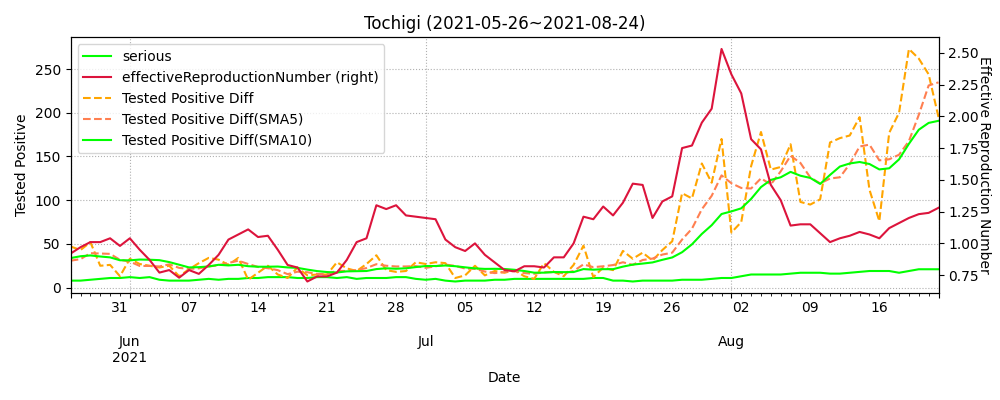 Tochigi (2021-05-26~2021-08-24)
serious
effectiveReproductionNumber (right)
Tested Positive Diff
Tested Positive Diff(SMA5)
Tested Positive Diff(SMA10)
Tested Positive
250
200
150
100
50
0
2.50
2.25
2.00
1.75
1.50
1.25
1.00
0.75
Effective Reproduction Number
31 07 14 21 28 05 12 19 26 02 09 16
Jun Jul Aug
2021
Date